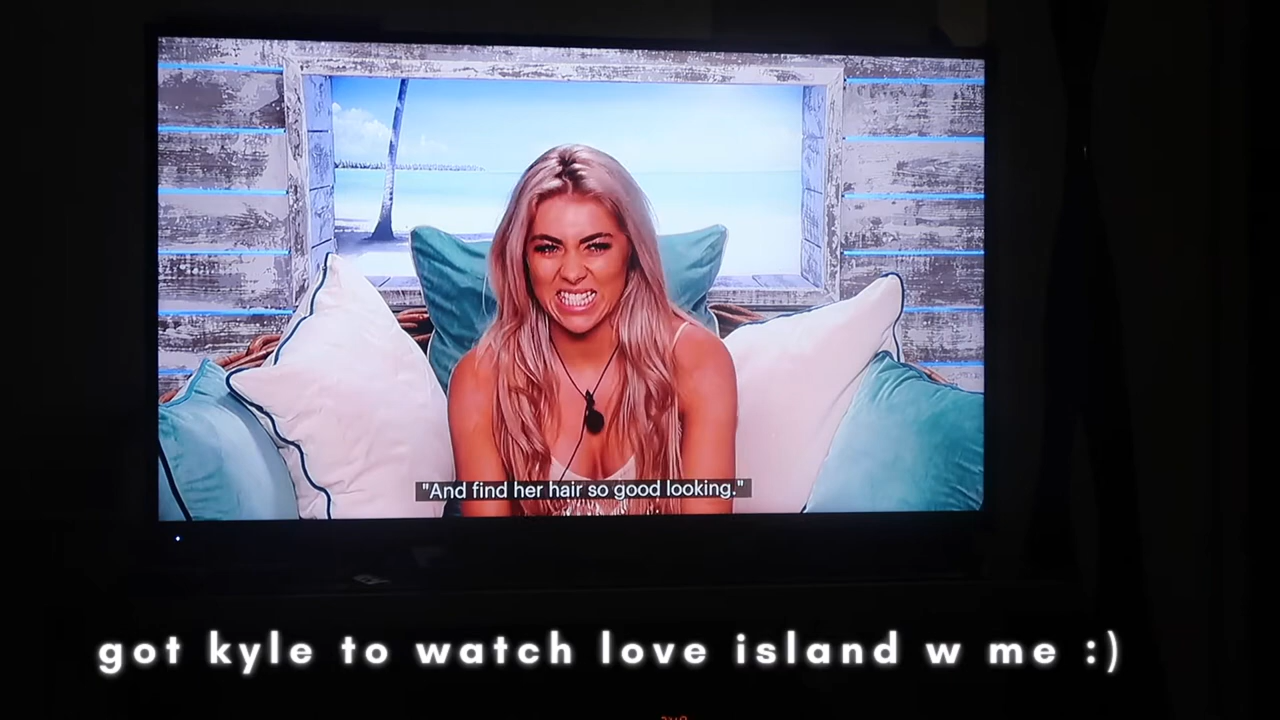 "And find her hair so good looking."
got kyle to watch love island w me :)